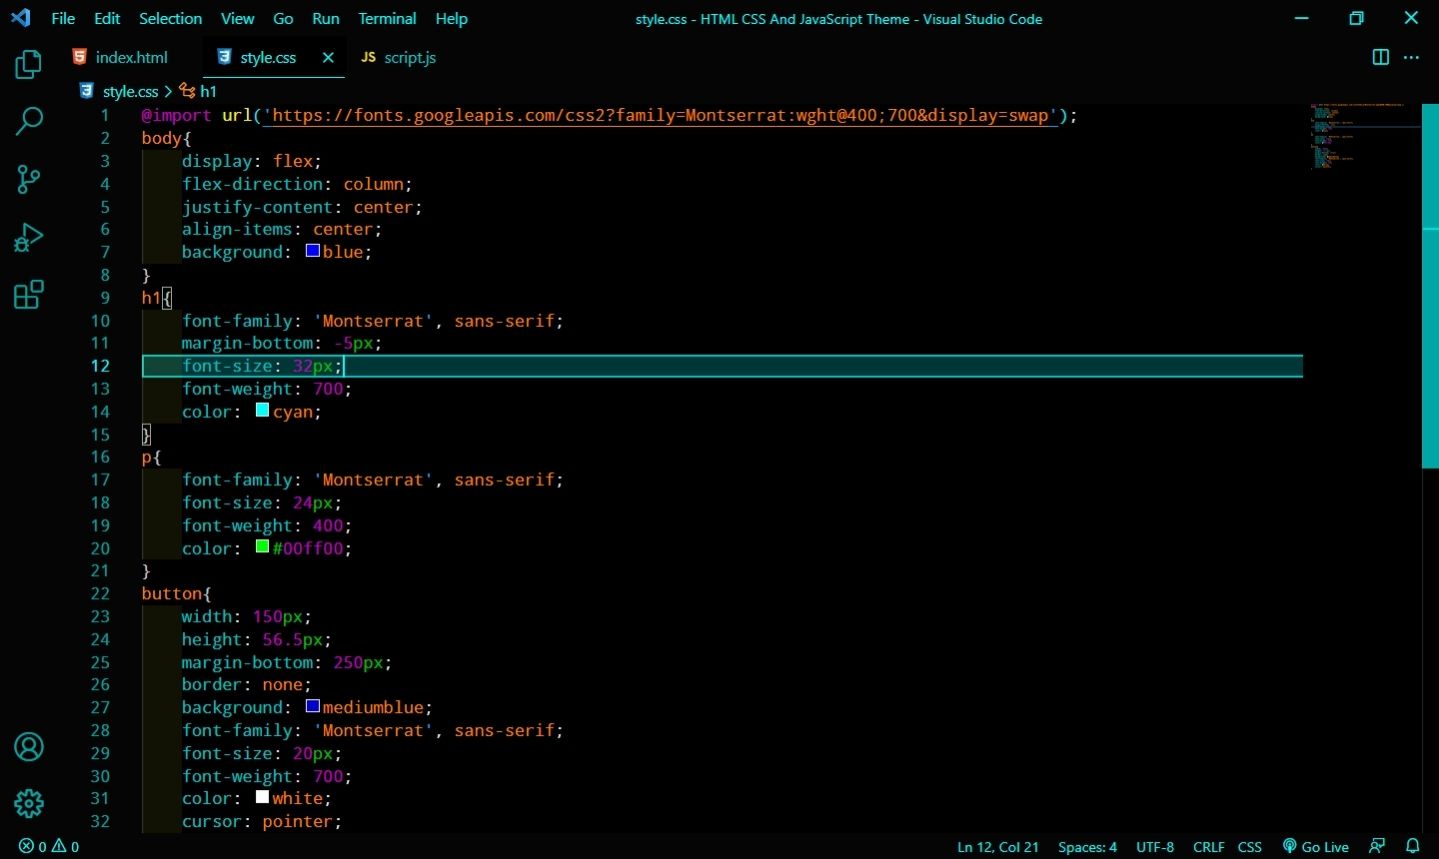 File Edit Selection View Go Run Terminal Help
style.css - HTML CSS And JavaScript Theme - Visual Studio Code
index.html style.css JS script.js
style.css > h1
1 @import url('https://fonts.googleapis.com/css2?family=Montserrat:wght@400;700&display=swap');
2 body{
3 display: flex;
4 flex-direction: column;
5 justify-content: center;
6 align-items: center;
7 background: blue;
8 }
9 h1{
10 font-family: 'Montserrat', sans-serif;
11 margin-bottom: -5px;
12 font-size: 32px;
13 font-weight: 700;
14 color: cyan;
15 }
16 p{
17 font-family: 'Montserrat', sans-serif;
18 font-size: 24px;
19 font-weight: 400;
20 color: #00ff00;
21 }
22 button{
23 width: 150px;
24 height: 56.5px;
25 margin-bottom: 250px;
26 border: none;
27 background: mediumblue;
28 font-family: 'Montserrat', sans-serif;
29 font-size: 20px;
30 font-weight: 700;
31 color: white;
32 cursor: pointer;
0 0 Ln 12, Col 21 Spaces: 4 UTF-8 CRLF CSS Go Live